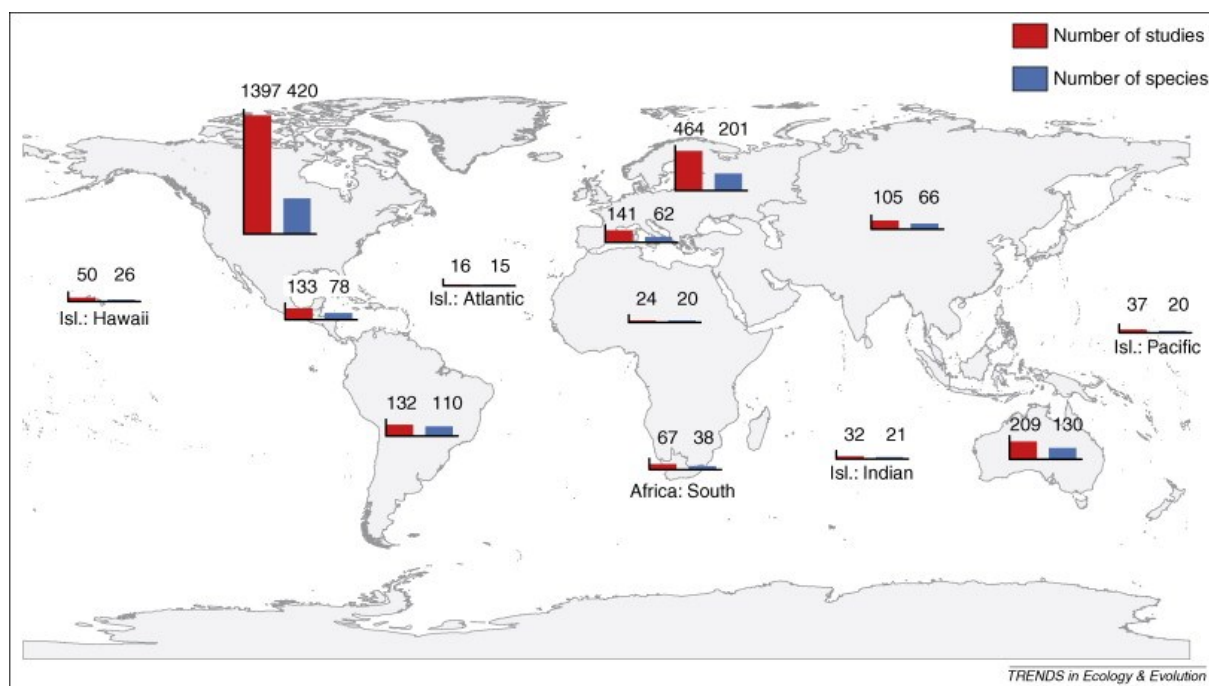 Number of studies
Number of species
1397 420
464 201
105 66
141 62
50 26
Isl.: Hawaii
16 15
Isl.: Atlantic
133 78
24 20
37 20
Isl.: Pacific
132 110
67 38
Africa: South
32 21
Isl.: Indian
209 130
TRENDS in Ecology & Evolution